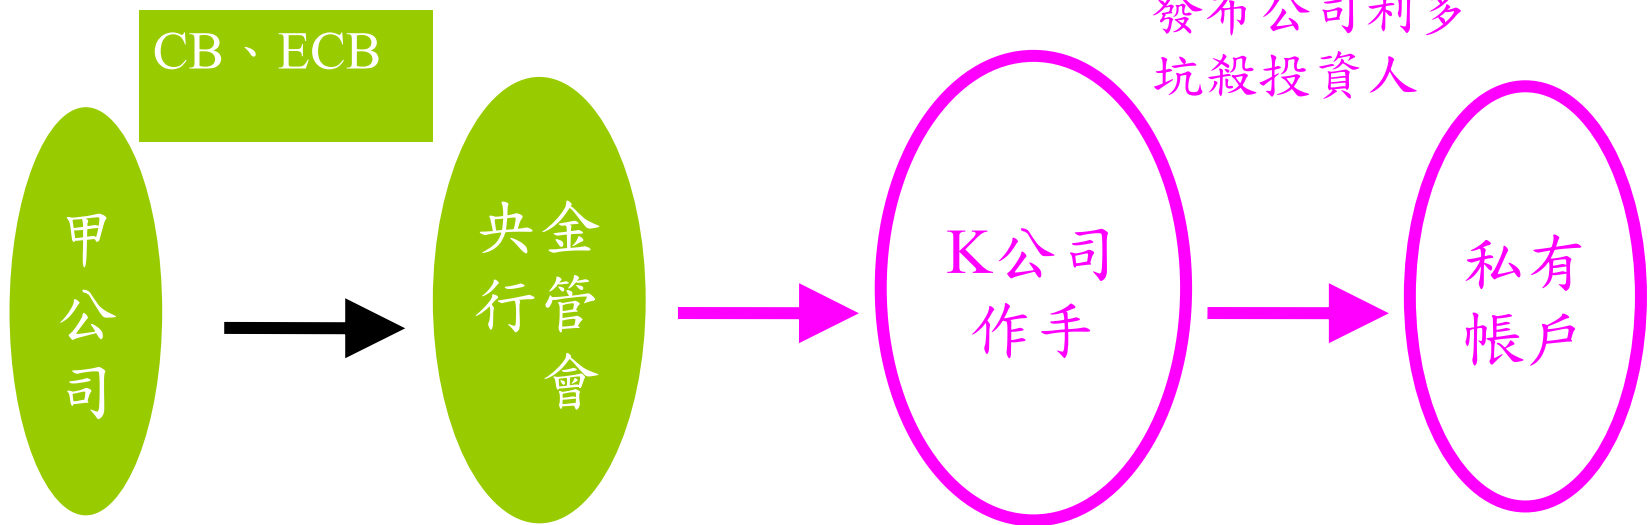 CB、ECB
發布公司利多
坑殺投資人
甲公司
金管會
央行
K公司
作手
私有
帳戶